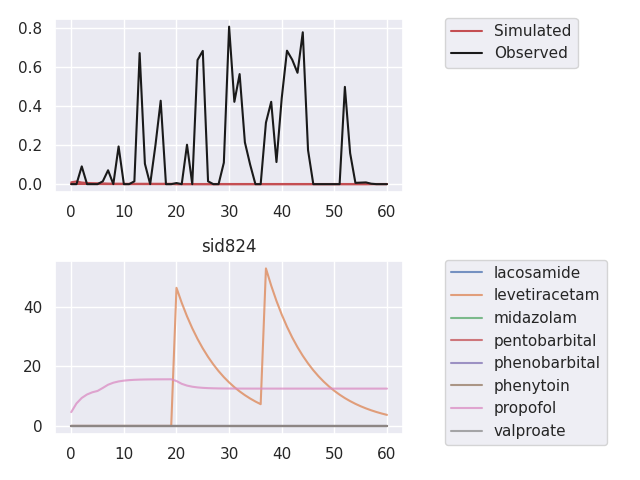 0.8
0.6
0.4
0.2
0.0
0 10 20 30 40 50 60
Simulated
Observed
sid824
40
20
0
0 10 20 30 40 50 60
lacosamide
levetiracetam
midazolam
pentobarbital
phenobarbital
phenytoin
propofol
valproate